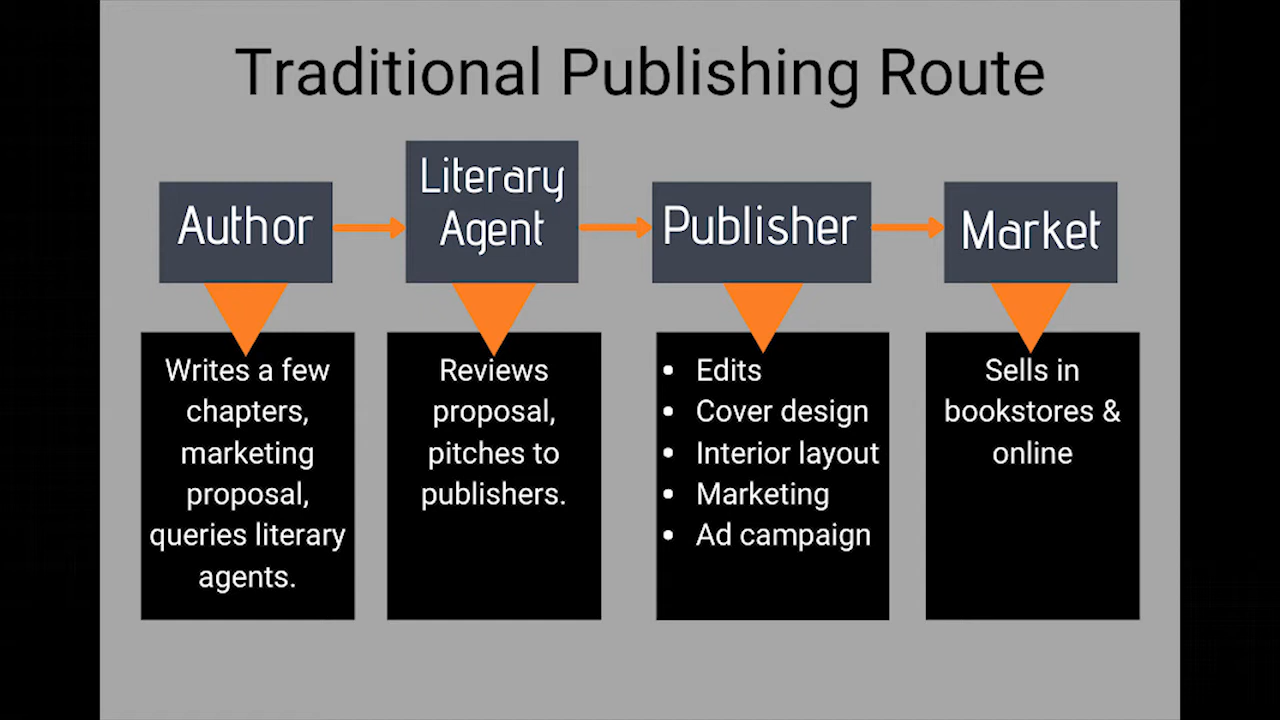 Traditional Publishing Route
Author
Literary
Agent
Publisher
Market
Writes a few
chapters,
marketing
proposal,
queries literary
agents.
Reviews
proposal,
pitches to
publishers.
• Edits
• Cover design
• Interior layout
• Marketing
• Ad campaign
Sells in
bookstores &
online